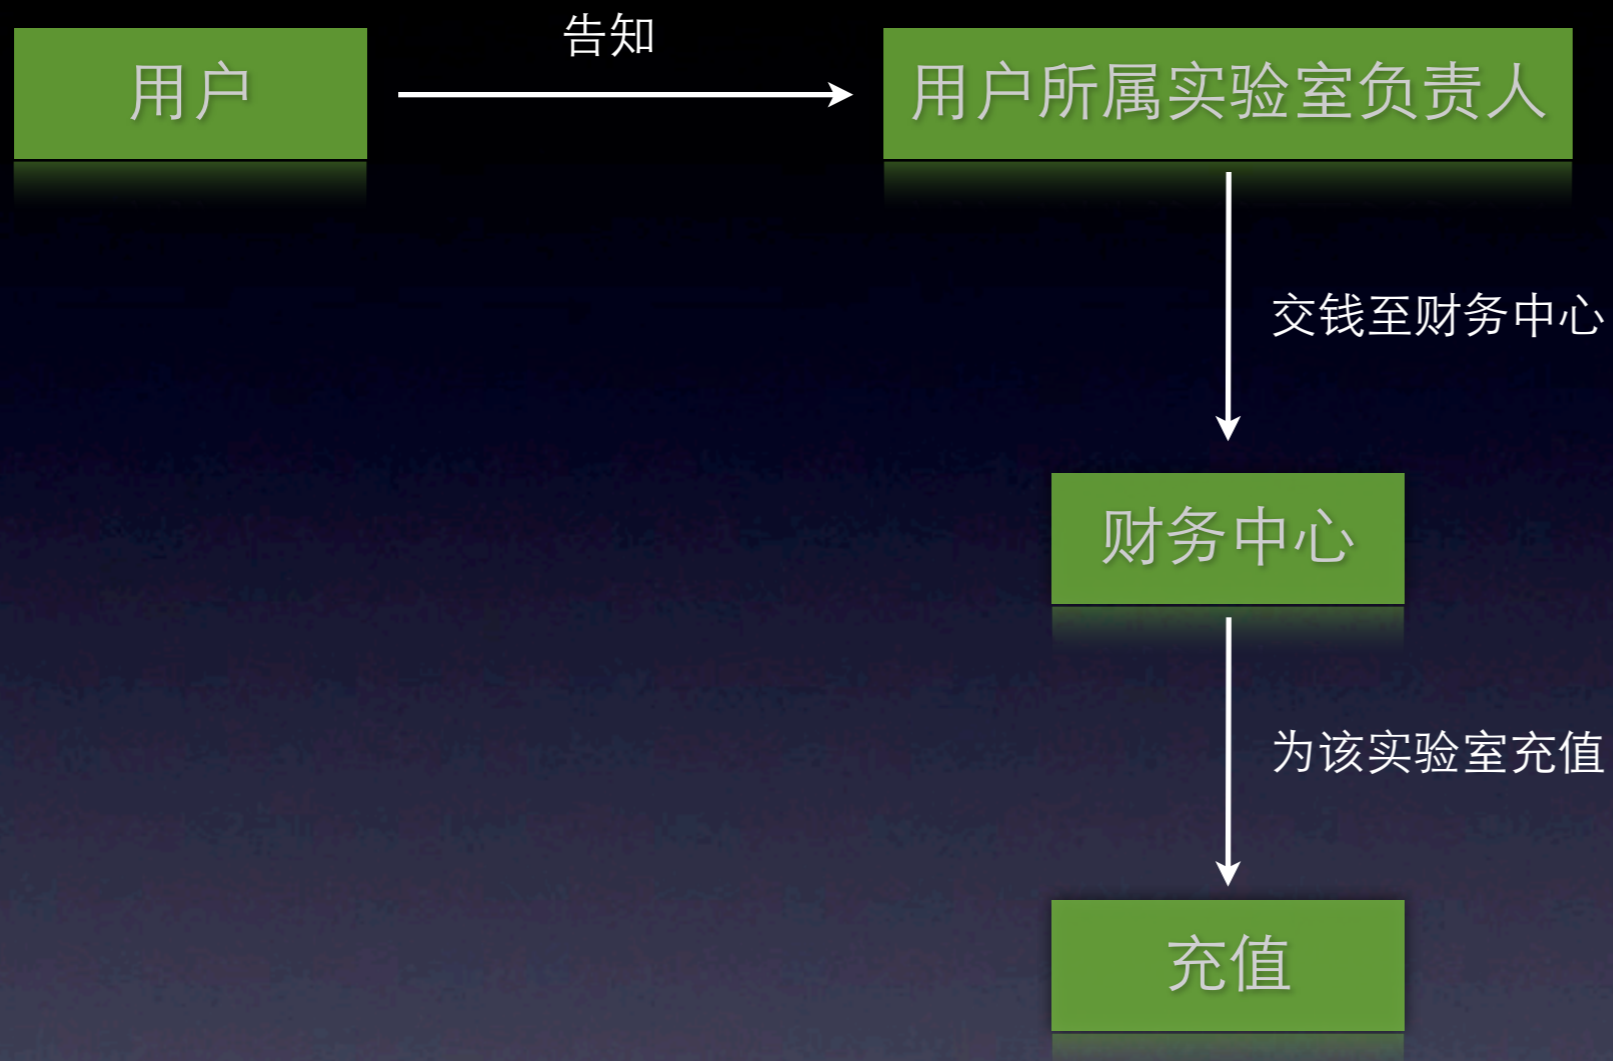 告知
用户
用户所属实验室负责人
交钱至财务中心
财务中心
为该实验室充值
充值